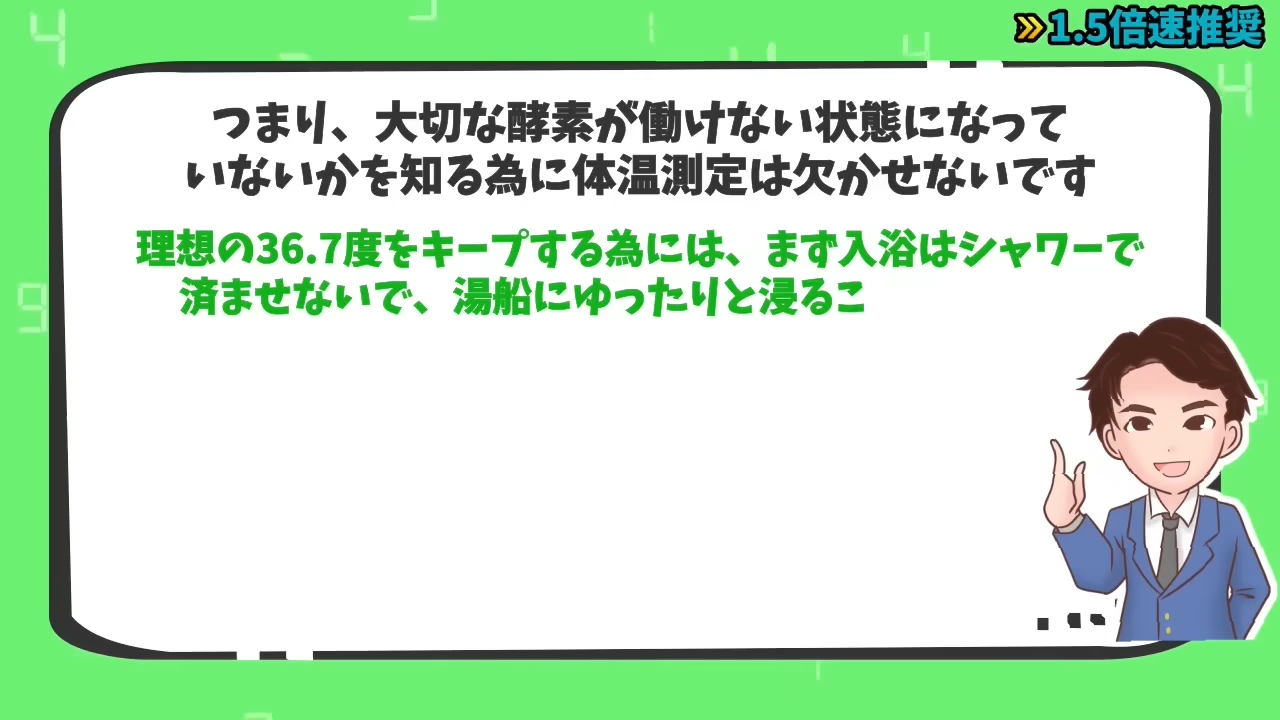 1.5倍速推奨
つまり、大切な酵素が働けない状態になって
いないかを知る為に体温測定は欠かせないです
理想の36.7度をキープする為には、まず入浴はシャワーで
済ませないで、湯船にゆったりと浸るこ
4
4
4
9